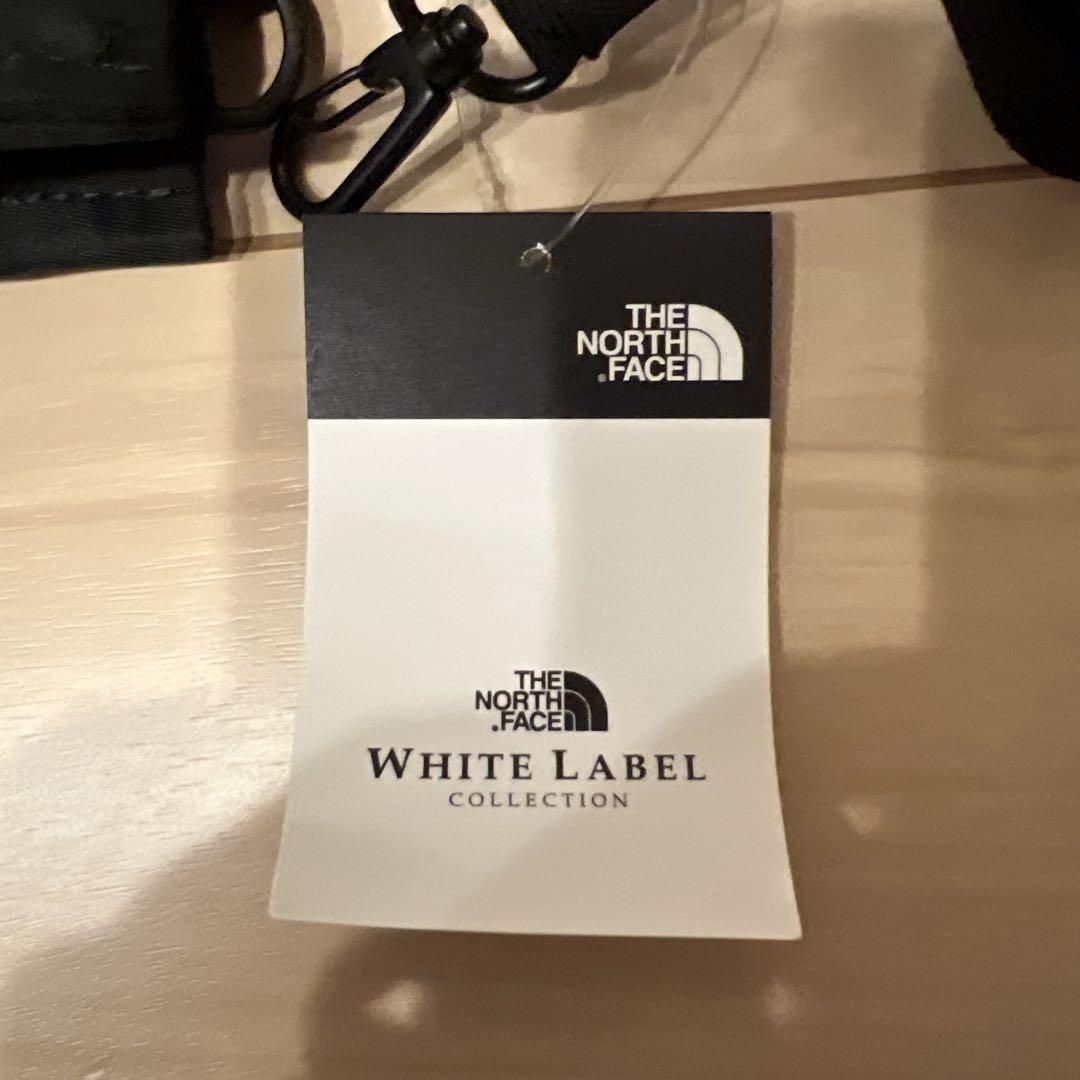 THE
NORTH
®FACE
THE
NORTH
.FACE
WHITE LABEL
COLLECTION